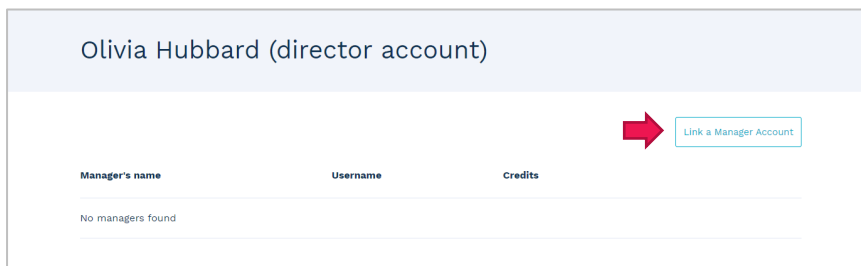 Olivia Hubbard (director account)
Link a Manager Account
Manager's name Username Credits
No managers found